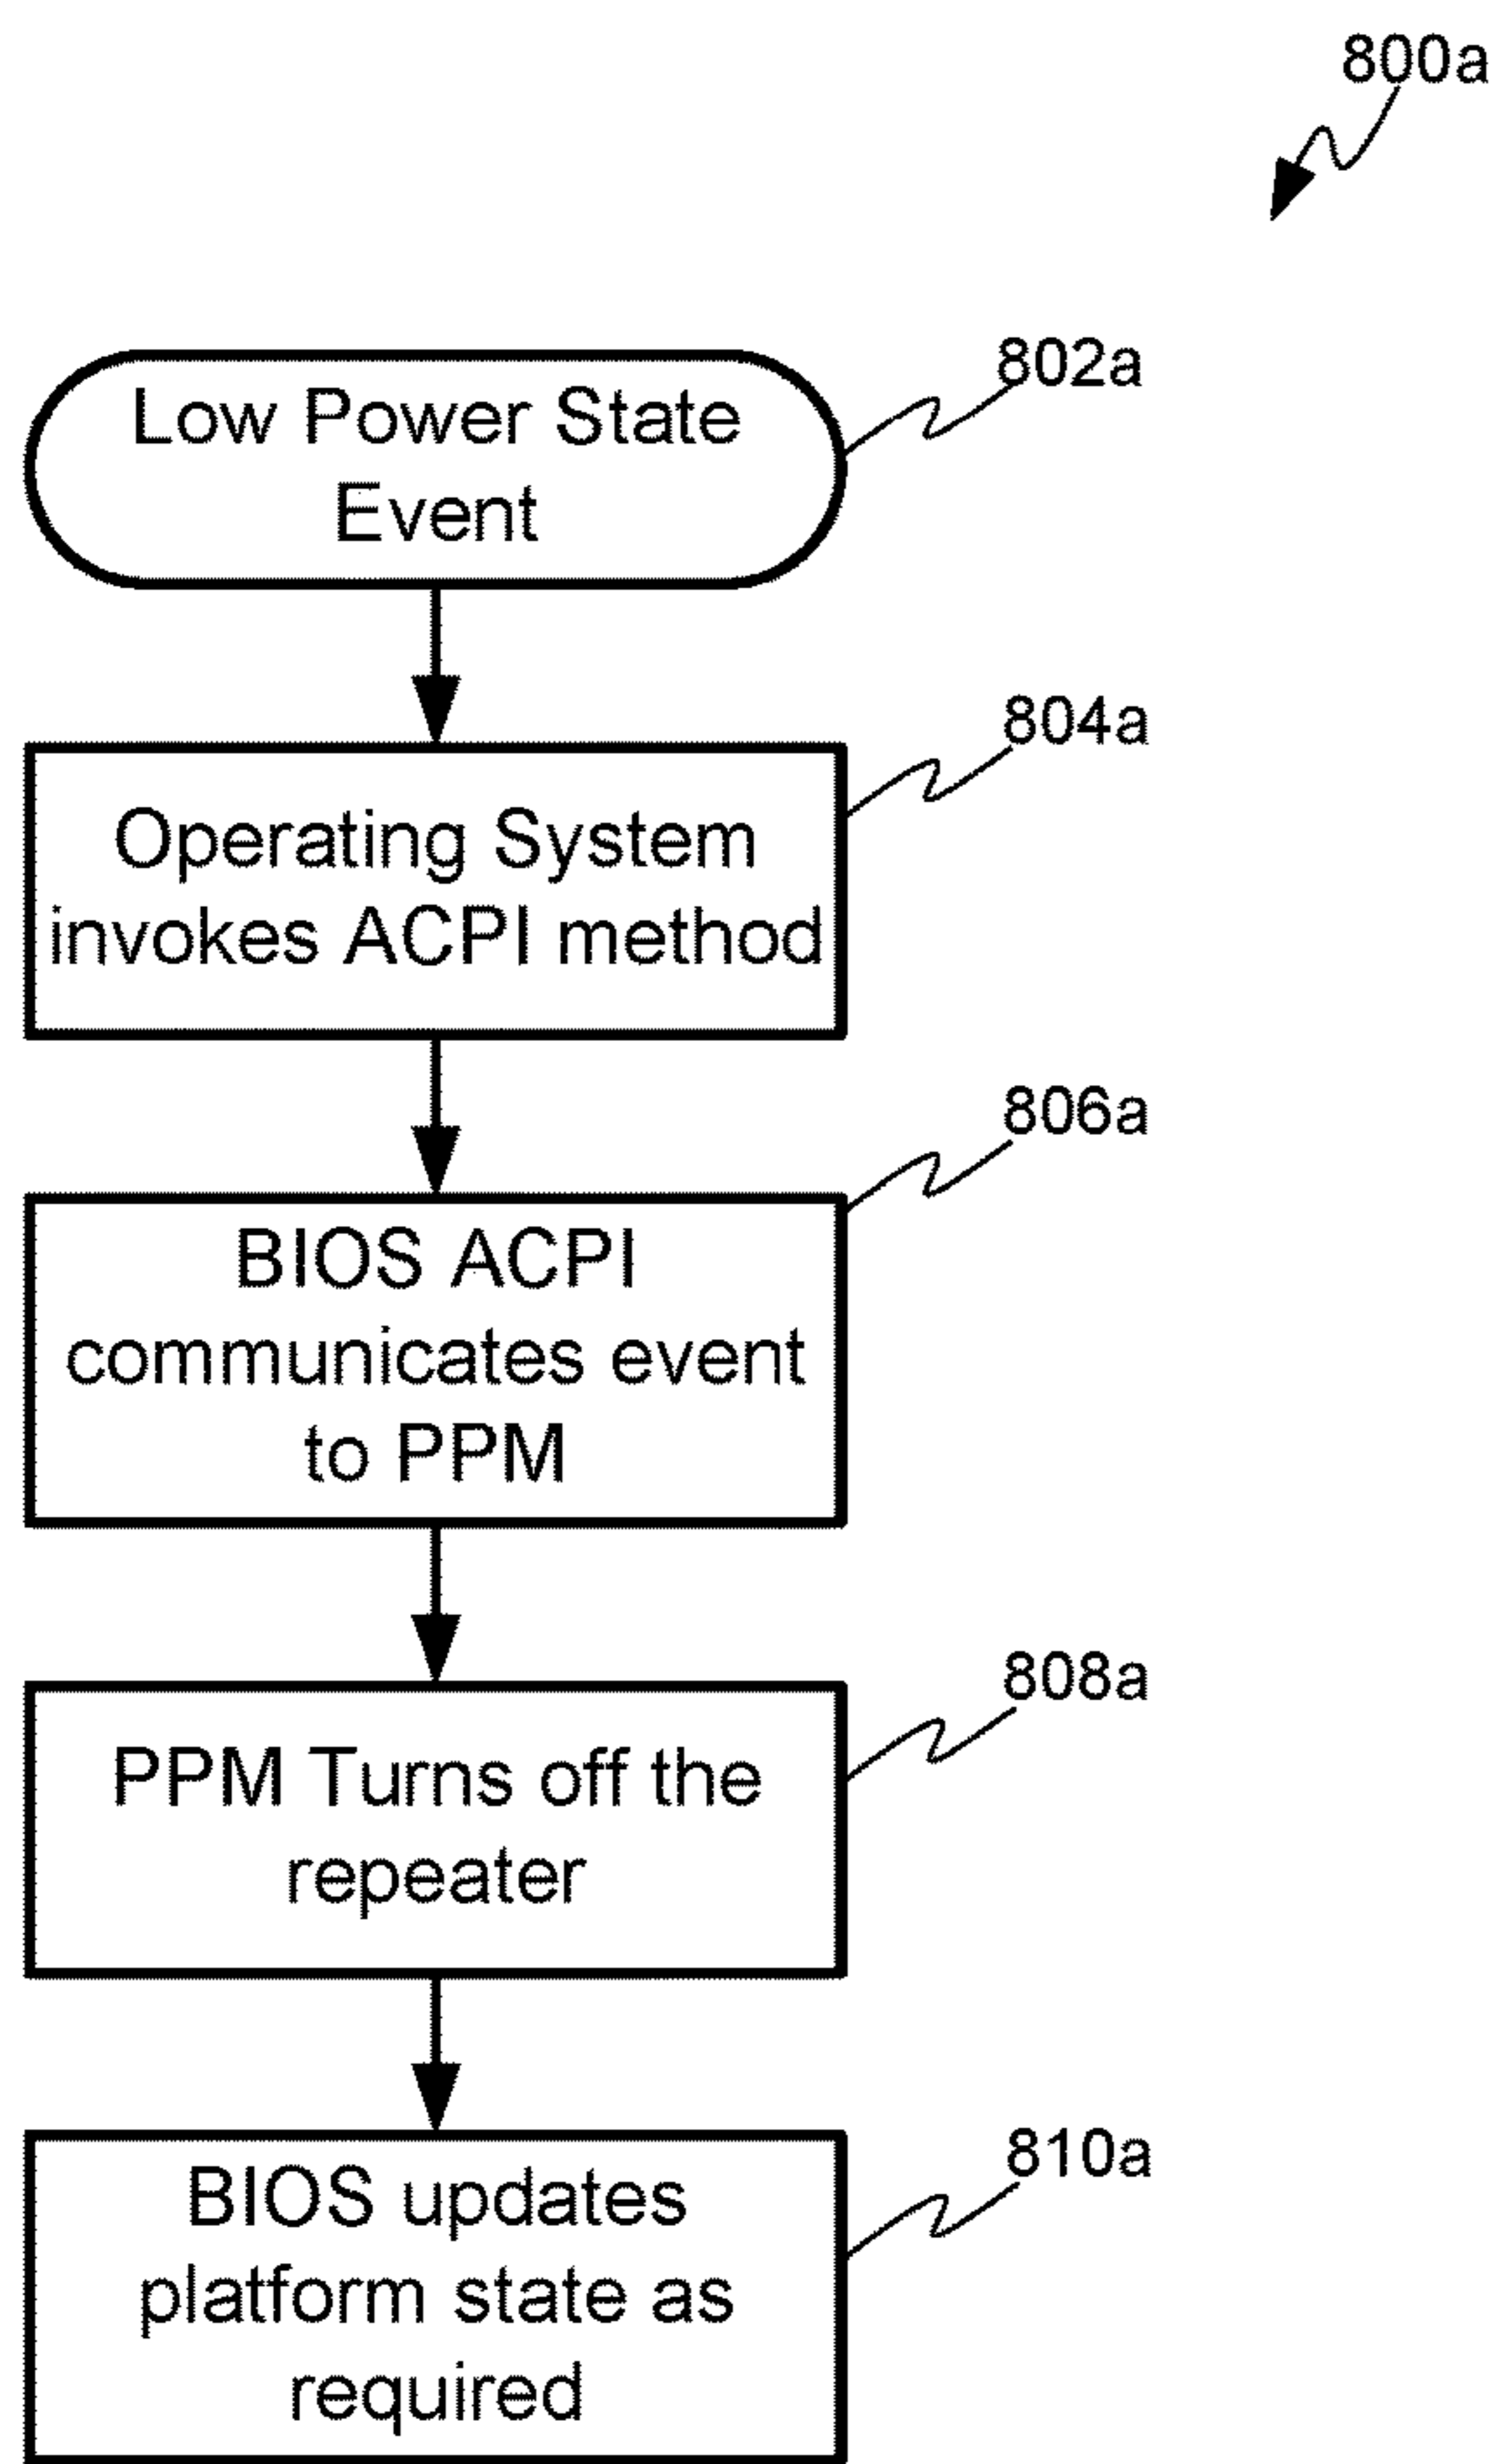 800a
802a
Low Power State
Event
804a
Operating System
invokes ACPI method
806a
BIOS ACPI
communicates event
to PPM
808a
PPM Turns off the
repeater
810a
BIOS updates
platform state as
required